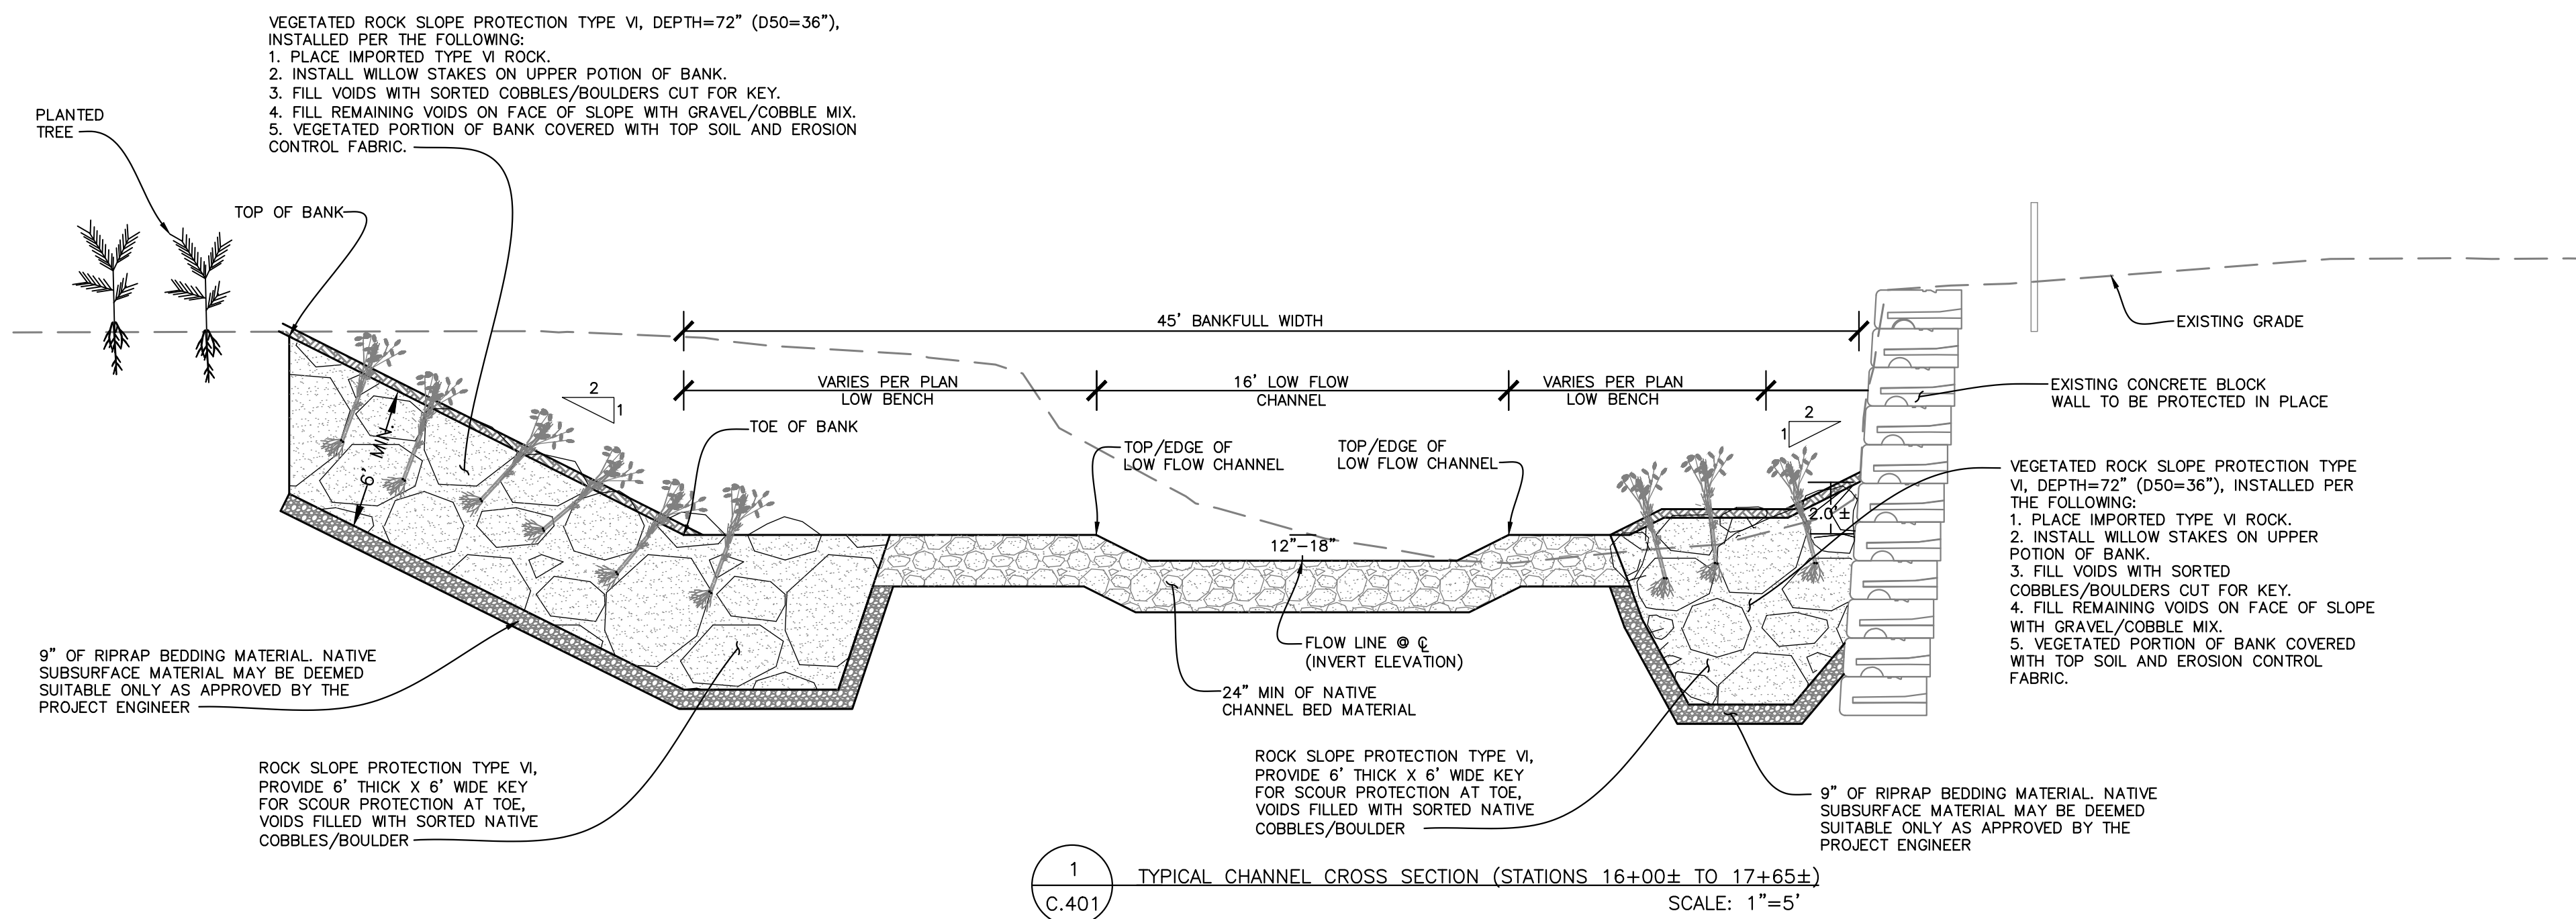 VEGETATED ROCK SLOPE PROTECTION TYPE VI, DEPTH=72" (D50=36"),
INSTALLED PER THE FOLLOWING:
1. PLACE IMPORTED TYPE VI ROCK.
2. INSTALL WILLOW STAKES ON UPPER POTION OF BANK.
3. FILL VOIDS WITH SORTED COBBLES/BOULDERS CUT FOR KEY.
4. FILL REMAINING VOIDS ON FACE OF SLOPE WITH GRAVEL/COBBLE MIX.
5. VEGETATED PORTION OF BANK COVERED WITH TOP SOIL AND EROSION
CONTROL FABRIC.
PLANTED
TREE
TOP OF BANK
45' BANKFULL WIDTH
EXISTING GRADE
VARIES PER PLAN
LOW BENCH
16' LOW FLOW
CHANNEL
VARIES PER PLAN
LOW BENCH
2
1
EXISTING CONCRETE BLOCK
WALL TO BE PROTECTED IN PLACE
2
1
TOE OF BANK
TOP/EDGE OF
LOW FLOW CHANNEL
TOP/EDGE OF
LOW FLOW CHANNEL
6' MIN.
2.0'±
12"-18"
VEGETATED ROCK SLOPE PROTECTION TYPE
VI, DEPTH=72" (D50=36"), INSTALLED PER
THE FOLLOWING:
1. PLACE IMPORTED TYPE VI ROCK.
2. INSTALL WILLOW STAKES ON UPPER
POTION OF BANK.
3. FILL VOIDS WITH SORTED
COBBLES/BOULDERS CUT FOR KEY.
4. FILL REMAINING VOIDS ON FACE OF SLOPE
WITH GRAVEL/COBBLE MIX.
5. VEGETATED PORTION OF BANK COVERED
WITH TOP SOIL AND EROSION CONTROL
FABRIC.
FLOW LINE @ ℄
(INVERT ELEVATION)
9" OF RIPRAP BEDDING MATERIAL. NATIVE
SUBSURFACE MATERIAL MAY BE DEEMED
SUITABLE ONLY AS APPROVED BY THE
PROJECT ENGINEER
24" MIN OF NATIVE
CHANNEL BED MATERIAL
ROCK SLOPE PROTECTION TYPE VI,
PROVIDE 6' THICK X 6' WIDE KEY
FOR SCOUR PROTECTION AT TOE,
VOIDS FILLED WITH SORTED NATIVE
COBBLES/BOULDER
ROCK SLOPE PROTECTION TYPE VI,
PROVIDE 6' THICK X 6' WIDE KEY
FOR SCOUR PROTECTION AT TOE,
VOIDS FILLED WITH SORTED NATIVE
COBBLES/BOULDER
9" OF RIPRAP BEDDING MATERIAL. NATIVE
SUBSURFACE MATERIAL MAY BE DEEMED
SUITABLE ONLY AS APPROVED BY THE
PROJECT ENGINEER
1
C.401
TYPICAL CHANNEL CROSS SECTION (STATIONS 16+00± TO 17+65±)
SCALE: 1"=5'